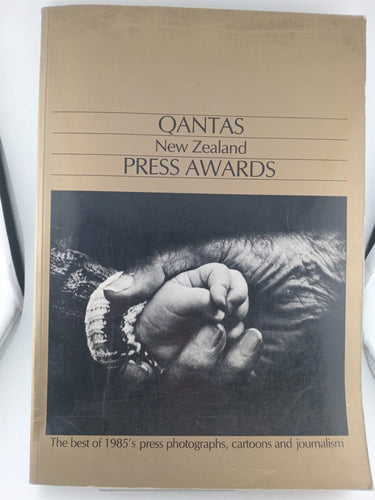 QANTAS
New Zealand
PRESS AWARDS
The best of 1985's press photographs, cartoons and journalism